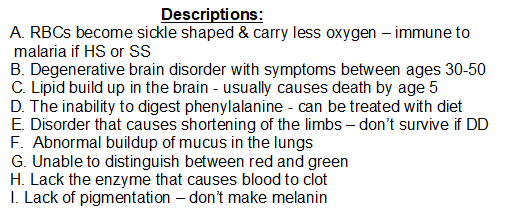 Descriptions:
A. RBCs become sickle shaped & carry less oxygen – immune to
malaria if HS or SS
B. Degenerative brain disorder with symptoms between ages 30-50
C. Lipid build up in the brain - usually causes death by age 5
D. The inability to digest phenylalanine - can be treated with diet
E. Disorder that causes shortening of the limbs – don't survive if DD
F. Abnormal buildup of mucus in the lungs
G. Unable to distinguish between red and green
H. Lack the enzyme that causes blood to clot
I. Lack of pigmentation – don't make melanin